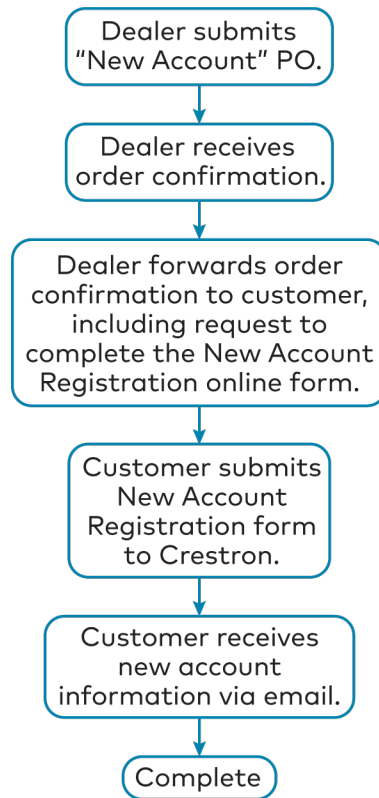 Dealer submits
“New Account” PO.
Dealer receives
order confirmation.
Dealer forwards order
confirmation to customer,
including request to
complete the New Account
Registration online form.
Customer submits
New Account
Registration form
to Crestron.
Customer receives
new account
information via email.
Complete